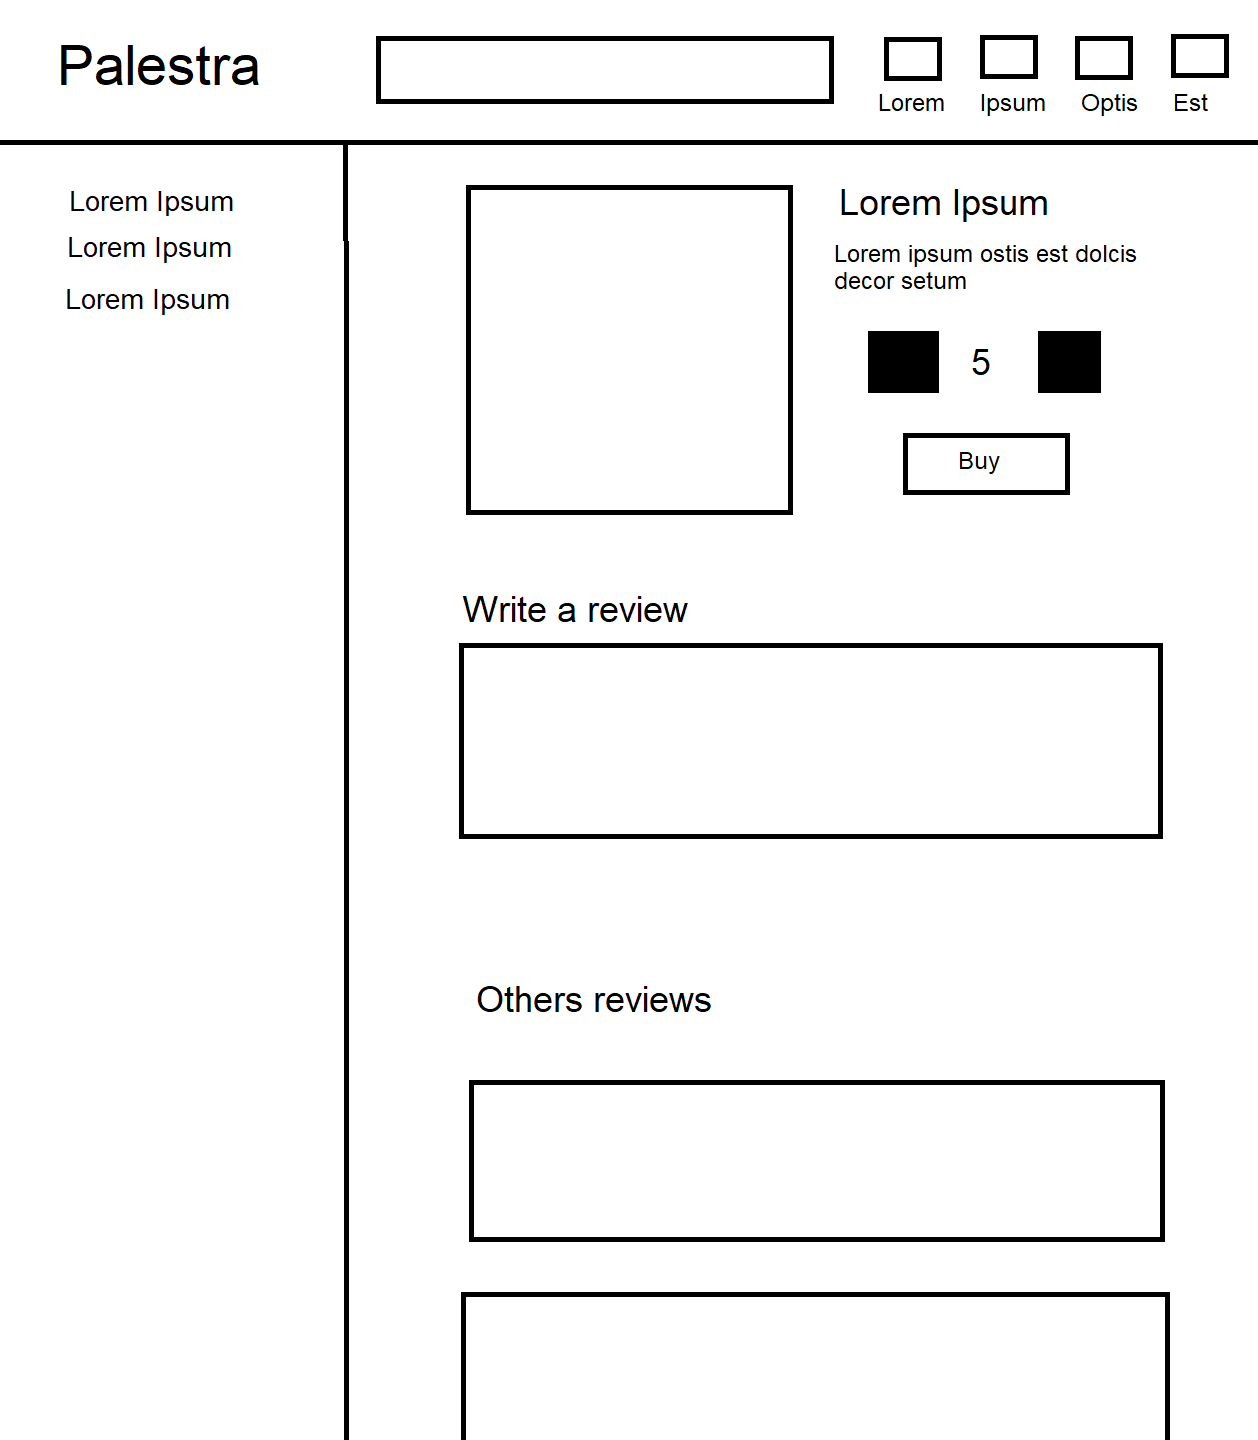 Palestra
Lorem Ipsum Optis Est
Lorem Ipsum
Lorem Ipsum
Lorem Ipsum
Lorem Ipsum
Lorem ipsum ostis est dolcis
decor setum
5
Buy
Write a review
Others reviews